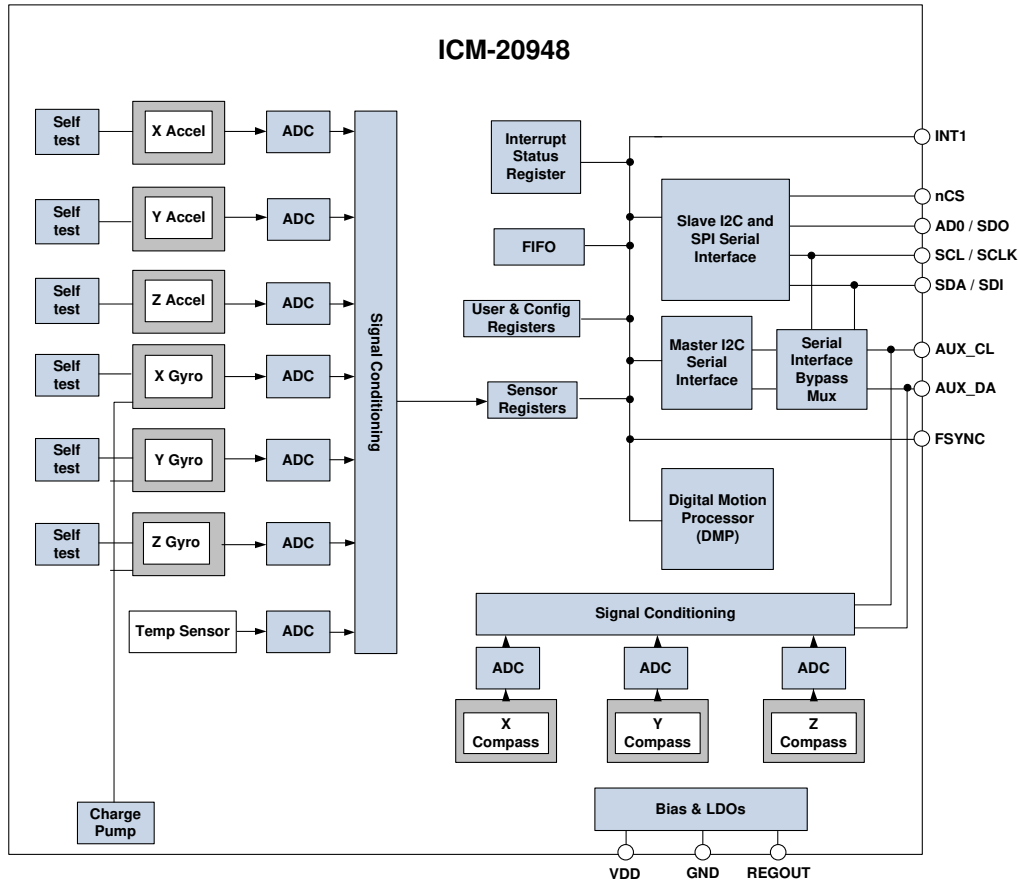 ICM-20948
Self
test
X Accel
ADC
Self
test
Y Accel
ADC
Self
test
Z Accel
ADC
Self
test
X Gyro
ADC
Self
test
Y Gyro
ADC
Self
test
Z Gyro
ADC
Temp Sensor
ADC
Signal Conditioning
Charge
Pump
Interrupt
Status
Register
FIFO
User & Config
Registers
Sensor
Registers
Slave I2C and
SPI Serial
Interface
Master I2C
Serial
Interface
Serial
Interface
Bypass
Mux
Digital Motion
Processor
(DMP)
INT1
nCS
AD0 / SDO
SCL / SCLK
SDA / SDI
AUX_CL
AUX_DA
FSYNC
Signal Conditioning
ADC
ADC
ADC
X
Compass
Y
Compass
Z
Compass
Bias & LDOs
VDD
GND
REGOUT